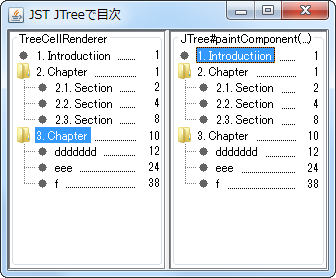 JST JTreeで目次
TreeCellRenderer
1. Introductiion 1
2. Chapter 1
2.1. Section 2
2.2. Section 4
2.3. Section 8
3. Chapter 10
ddddddd 12
eee 24
f 38
JTree#paintComponent(...)
1. Introductiion 1
2. Chapter 1
2.1. Section 2
2.2. Section 4
2.3. Section 8
3. Chapter 10
ddddddd 12
eee 24
f 38